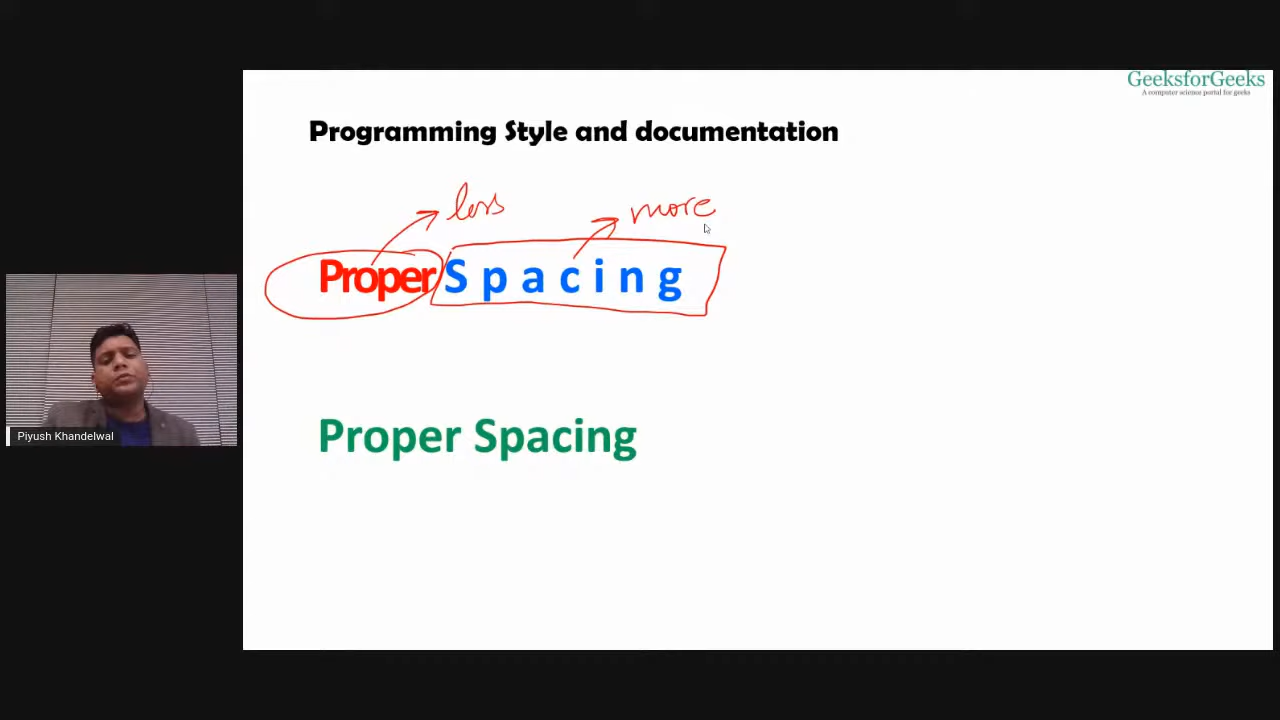 GeeksforGeeks
A computer science portal for geeks
Programming Style and documentation
less
more
Proper S p a c i n g
Proper Spacing
Piyush Khandelwal